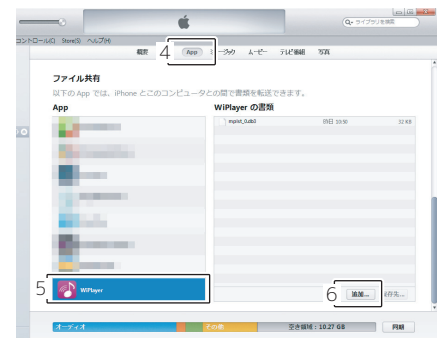 ライブラリを検索
コントロール(C) Store(S) ヘルプ(H)
概要 4 App ミュージック ムービー テレビ番組 写真
ファイル共有
以下の App では、iPhone とこのコンピュータとの間で書類を転送できます。
App
WiPlayer の書類
mplist_0.db3 昨日 10:50 32 KB
5 WiPlayer
6 追加... 保存先...
オーディオ その他 空き領域：10.27 GB 同期